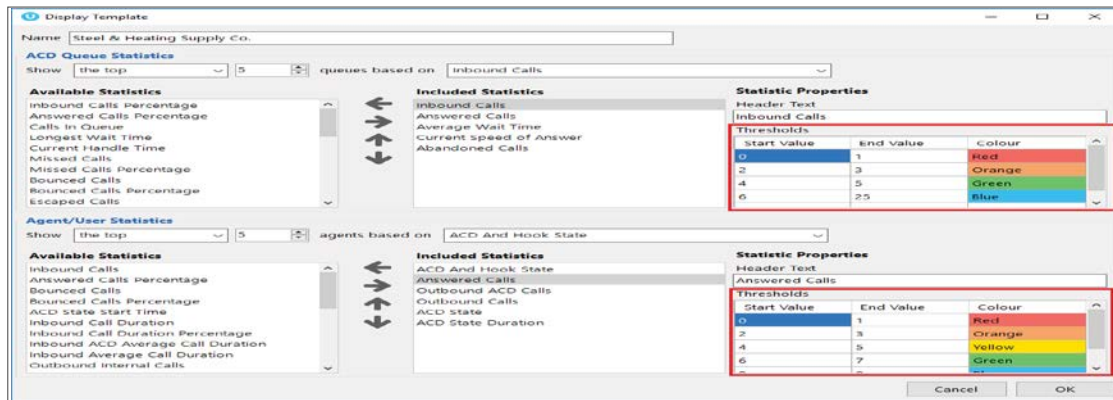 Display Template
Name Steel & Heating Supply Co.
ACD Queue Statistics
Show the top 5 queues based on Inbound Calls
Available Statistics
Inbound Calls Percentage
Answered Calls Percentage
Calls In Queue
Longest Wait Time
Current Handle Time
Missed Calls
Missed Calls Percentage
Bounced Calls
Bounced Calls Percentage
Escaped Calls
Included Statistics
Inbound Calls
Answered Calls
Average Wait Time
Current Speed of Answer
Abandoned Calls
Statistic Properties
Header Text
Inbound Calls
Thresholds
Start Value End Value Colour
0 1 Red
2 3 Orange
4 5 Green
6 25 Blue
Agent/User Statistics
Show the top 5 agents based on ACD And Hook State
Available Statistics
Inbound Calls
Answered Calls Percentage
Bounced Calls
Bounced Calls Percentage
ACD State Start Time
Inbound Call Duration
Inbound Call Duration Percentage
Inbound ACD Average Call Duration
Inbound Average Call Duration
Outbound Internal Calls
Included Statistics
ACD And Hook State
Answered Calls
Outbound ACD Calls
Outbound Calls
ACD State
ACD State Duration
Statistic Properties
Header Text
Answered Calls
Thresholds
Start Value End Value Colour
0 1 Red
2 3 Orange
4 5 Yellow
6 7 Green
Cancel OK